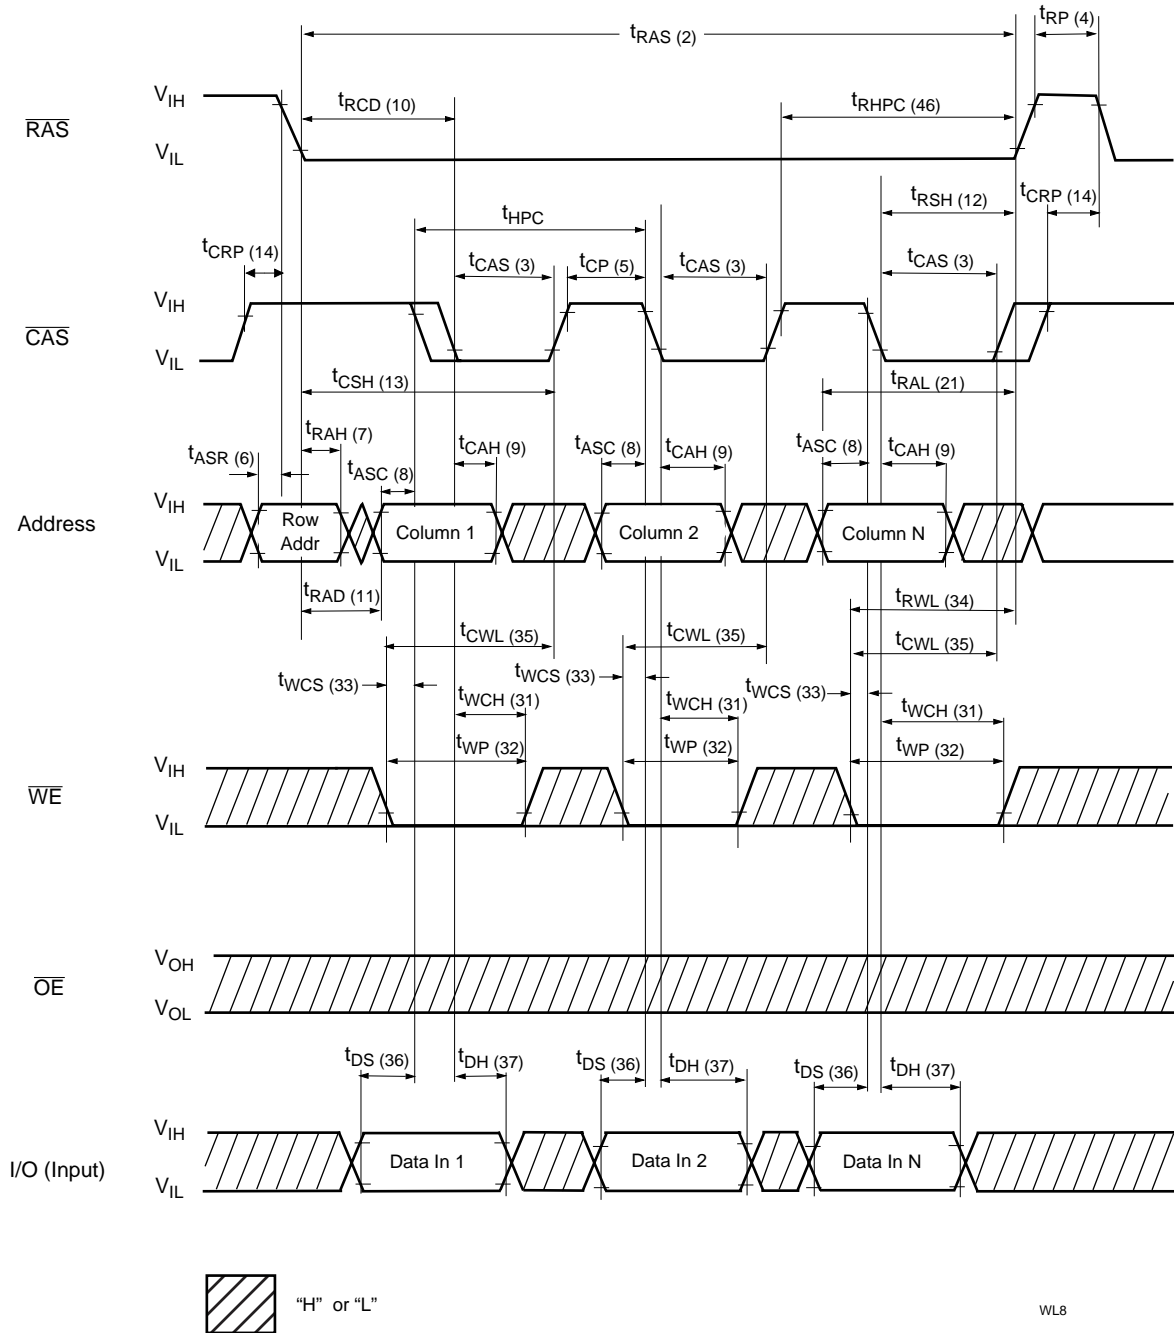 tRP (4)
tRAS (2)
VIH
tRCD (10)
tRHPC (46)
RAS
VIL
tRSH (12)
tCRP (14)
tHPC
tCRP (14)
tCAS (3)
tCP (5)
tCAS (3)
tCAS (3)
VIH
CAS
VIL
tCSH (13)
tRAL (21)
tRAH (7)
tASR (6)
tASC (8)
tCAH (9)
tASC (8)
tCAH (9)
tASC (8)
tCAH (9)
VIH
Address
Row Addr
Column 1
Column 2
Column N
VIL
tRAD (11)
tRWL (34)
tCWL (35)
tCWL (35)
tCWL (35)
tWCS (33)
tWCS (33)
tWCS (33)
tWCH (31)
tWCH (31)
tWCH (31)
tWP (32)
tWP (32)
tWP (32)
VIH
WE
VIL
VOH
OE
VOL
tDS (36)
tDH (37)
tDS (36)
tDH (37)
tDS (36)
tDH (37)
VIH
I/O (Input)
Data In 1
Data In 2
Data In N
VIL
“H” or “L”
WL8